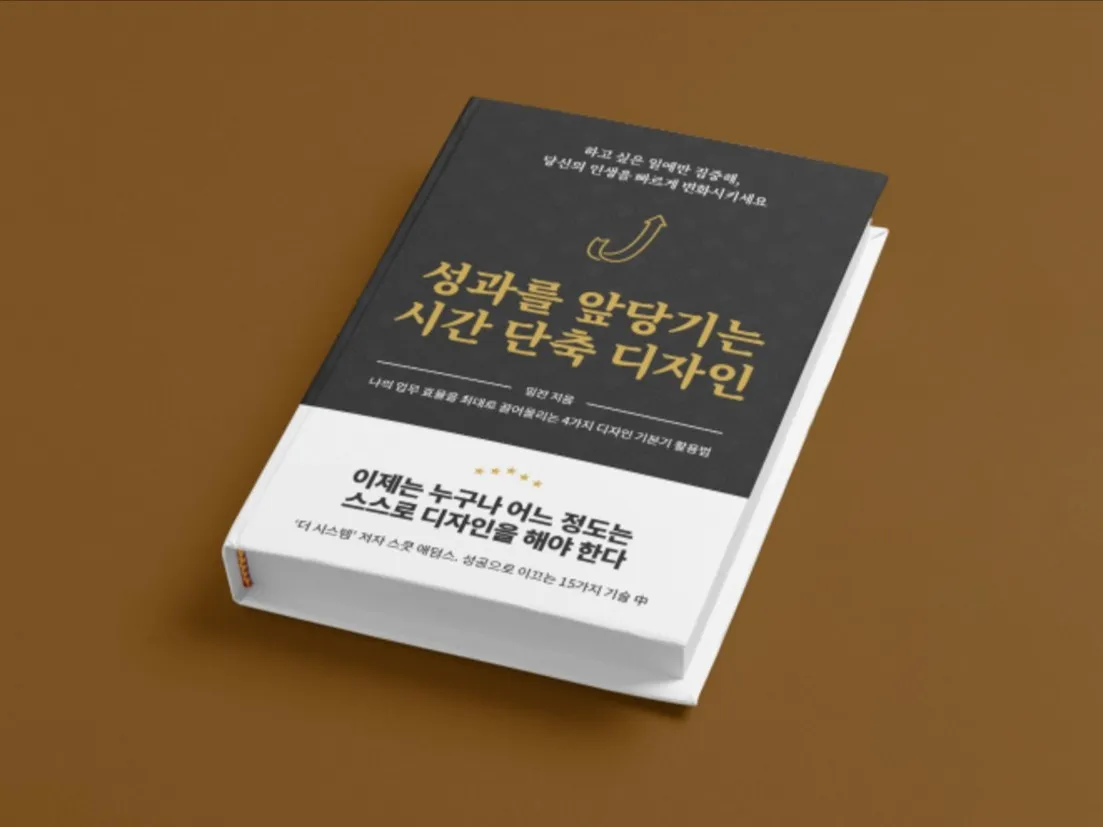 하고 싶은 일에만 집중해,
당신의 인생을 빠르게 변화시키세요
성과를 앞당기는
시간 단축 디자인
밍전 지음
나의 업무 효율을 최대로 끌어올리는 4가지 디자인 기본기 활용법
이제는 누구나 어느 정도는
스스로 디자인을 해야 한다
'더 시스템' 저자 스콧 애덤스, 성공으로 이끄는 15가지 기술 中